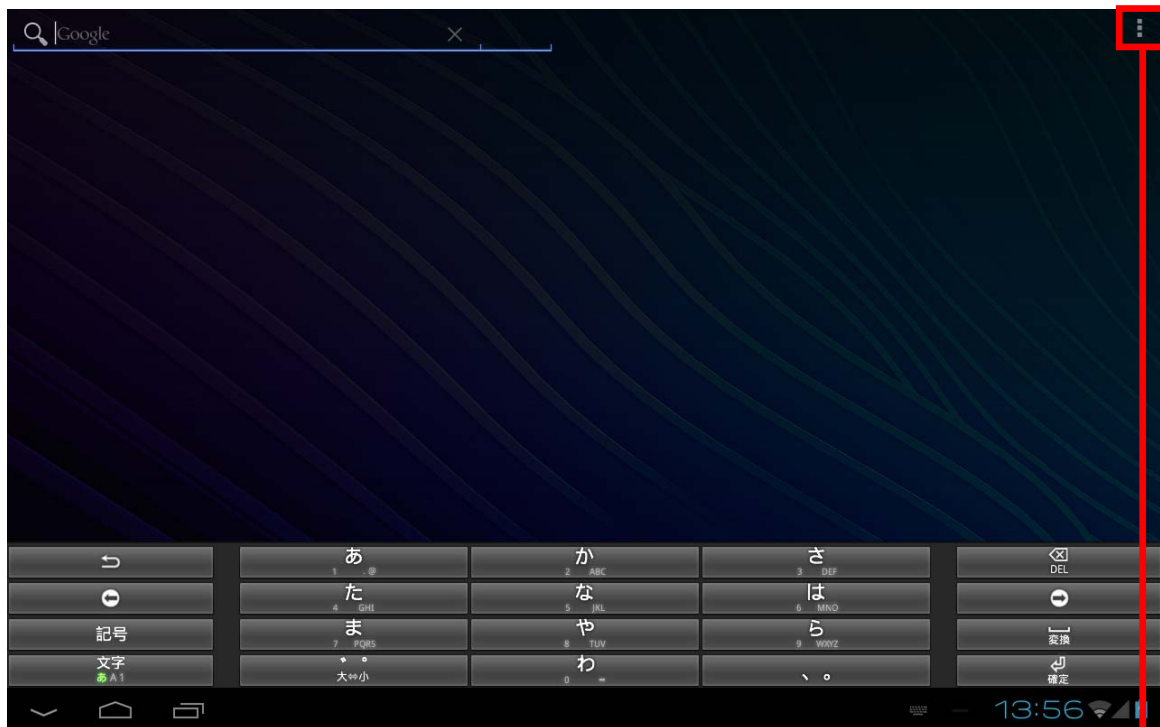 Google
あ か さ DEL
1 .@ 2 ABC 3 DEF
た な は
4 GHI 5 JKL 6 MNO
記号 ま や ら 変換
7 PQRS 8 TUV 9 WXYZ
文字 ゛゜ わ 、。 確定
あA1 大⇔小 0 ー
13:56